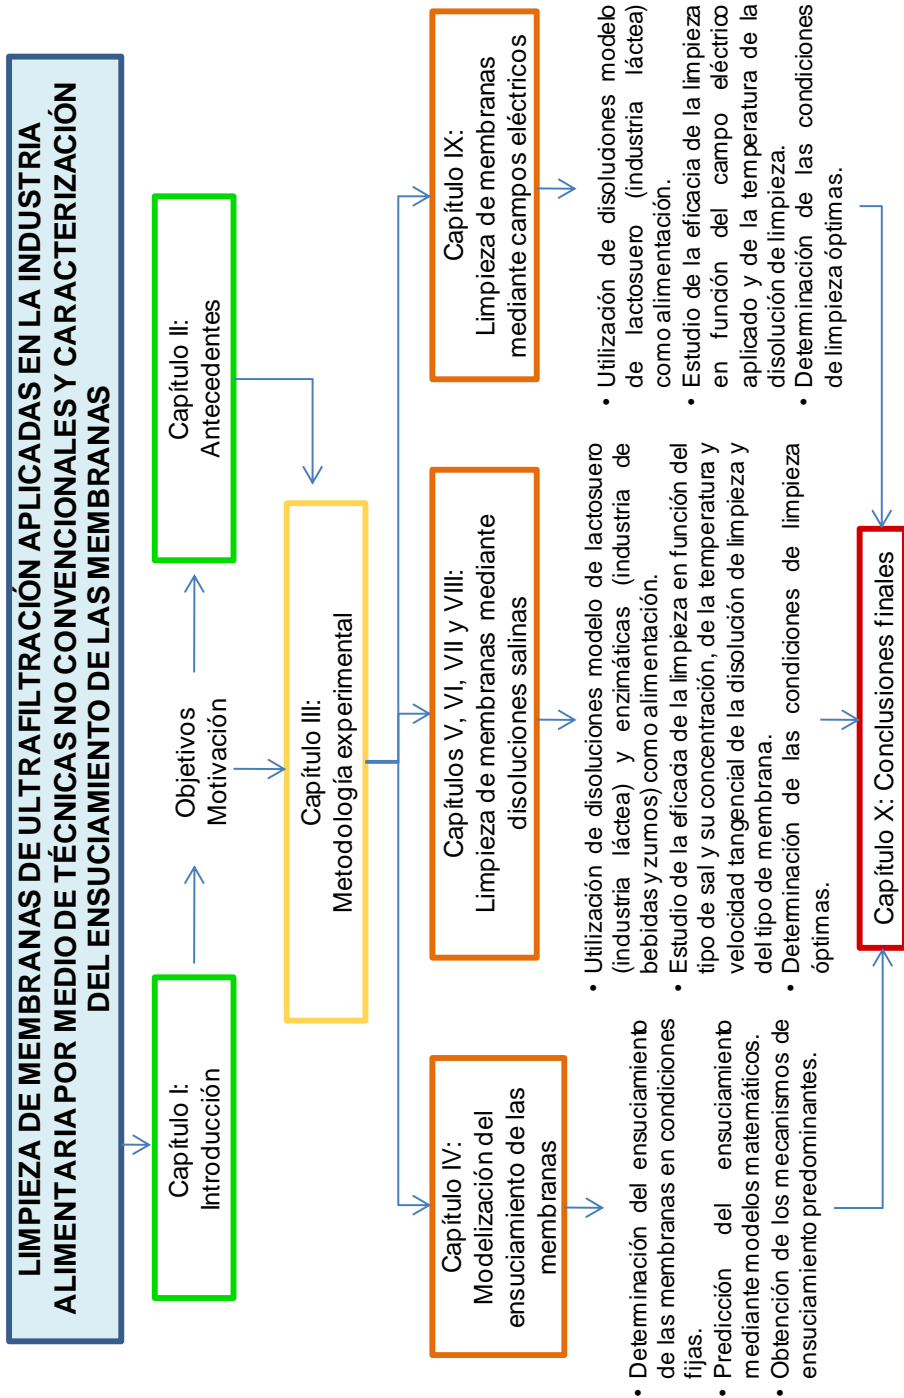 LIMPIEZA DE MEMBRANAS DE ULTRAFILTRACIÓN APLICADAS EN LA INDUSTRIA
ALIMENTARIA POR MEDIO DE TÉCNICAS NO CONVENCIONALES Y CARACTERIZACIÓN
DEL ENSUCIAMIENTO DE LAS MEMBRANAS
Capítulo I:
Introducción
Objetivos
Motivación
Capítulo II:
Antecedentes
Capítulo III:
Metodología experimental
Capítulo IV:
Modelización del
ensuciamiento de las
membranas
Capítulos V, VI, VII y VIII:
Limpieza de membranas mediante
disoluciones salinas
Capítulo IX:
Limpieza de membranas
mediante campos eléctricos
• Determinación del ensuciamiento
de las membranas en condiciones
fijas.
• Predicción del ensuciamiento
mediante modelos matemáticos.
• Obtención de los mecanismos de
ensuciamiento predominantes.
• Utilización de disoluciones modelo de lactosuero
(industria láctea) y enzimáticas (industria de
bebidas y zumos) como alimentación.
• Estudio de la eficacia de la limpieza en función del
tipo de sal y su concentración, de la temperatura y
velocidad tangencial de la disolución de limpieza y
del tipo de membrana.
• Determinación de las condiciones de limpieza
óptimas.
• Utilización de disoluciones modelo
de lactosuero (industria láctea)
como alimentación.
• Estudio de la eficacia de la limpieza
en función del campo eléctrico
aplicado y de la temperatura de la
disolución de limpieza.
• Determinación de las condiciones
de limpieza óptimas.
Capítulo X: Conclusiones finales